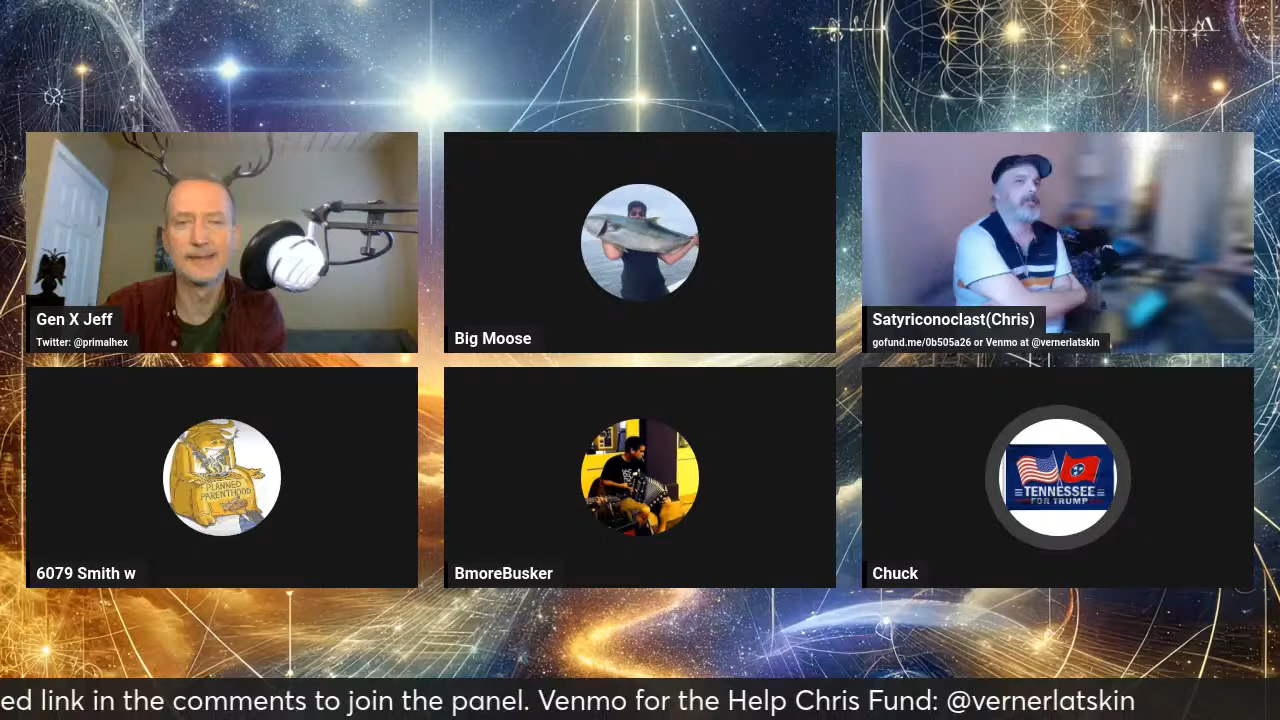 Gen X Jeff
Twitter: @primalhex
Big Moose
Satyriconoclast(Chris)
gofund.me/0b505a26 or Venmo at @vernerlatskin
PLANNED
PARENTHOOD
6079 Smith w
BmoreBusker
TENNESSEE
FOR TRUMP
Chuck
ed link in the comments to join the panel. Venmo for the Help Chris Fund: @vernerlatskin